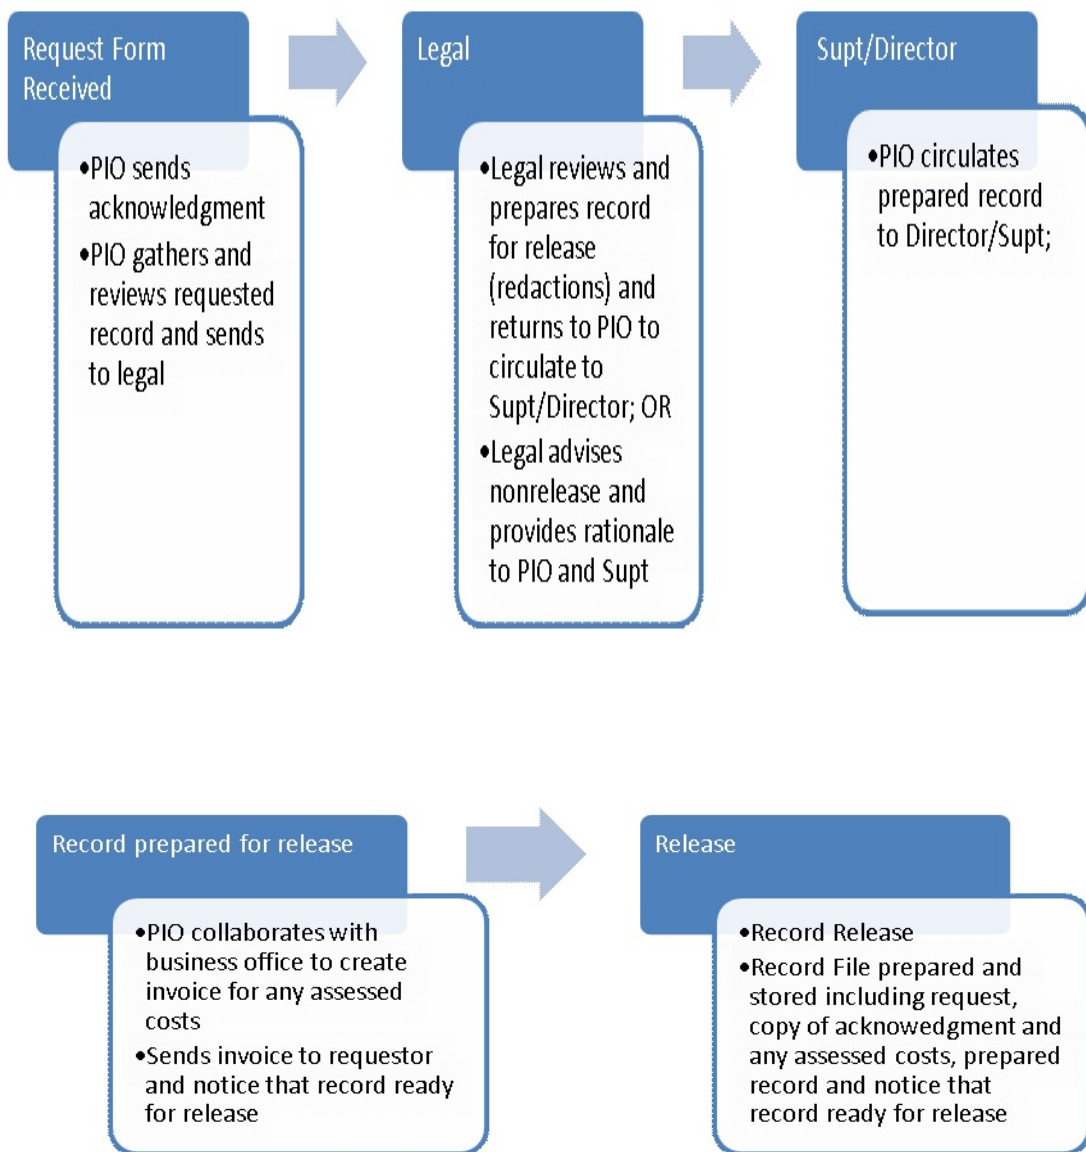 Request Form
Received
•PIO sends
acknowledgment
•PIO gathers and
reviews requested
record and sends
to legal
Legal
•Legal reviews and
prepares record
for release
(redactions) and
returns to PIO to
circulate to
Supt/Director; OR
•Legal advises
nonrelease and
provides rationale
to PIO and Supt
Supt/Director
•PIO circulates
prepared record
to Director/Supt;
Record prepared for release
•PIO collaborates with
business office to create
invoice for any assessed
costs
•Sends invoice to requestor
and notice that record ready
for release
Release
•Record Release
•Record File prepared and
stored including request,
copy of acknowedgment and
any assessed costs, prepared
record and notice that
record ready for release